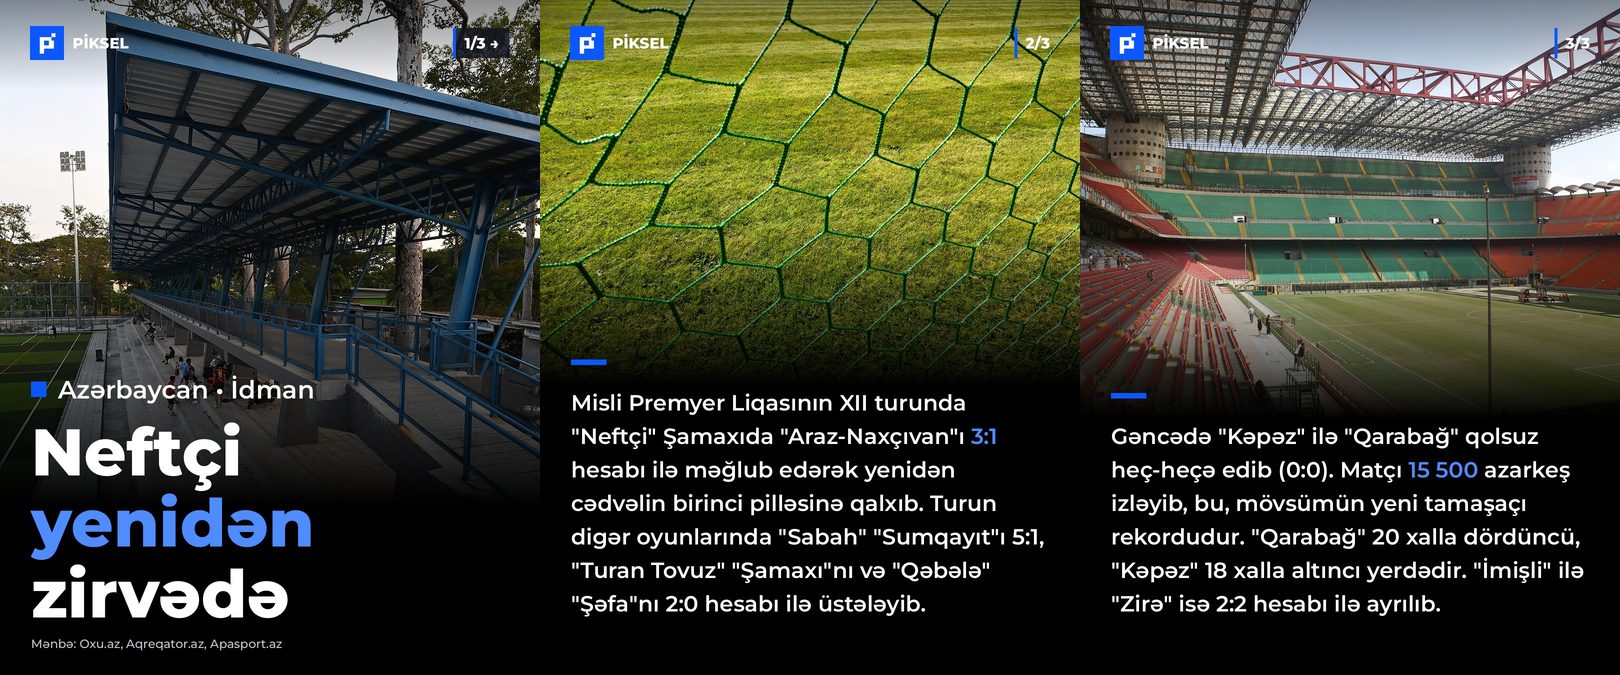 PİKSEL
1/3 →
Azərbaycan • İdman
Neftçi
yenidən
zirvədə
Mənbə: Oxu.az, Aqreqator.az, Apasport.az
PİKSEL
2/3
Misli Premyer Liqasının XII turunda
"Neftçi" Şamaxıda "Araz-Naxçıvan"ı 3:1
hesabı ilə məğlub edərək yenidən
cədvəlin birinci pilləsinə qalxıb. Turun
digər oyunlarında "Sabah" "Sumqayıt"ı 5:1,
"Turan Tovuz" "Şamaxı"nı və "Qəbələ"
"Şəfa"nı 2:0 hesabı ilə üstələyib.
PİKSEL
3/3
Gəncədə "Kəpəz" ilə "Qarabağ" qolsuz
heç-heçə edib (0:0). Matçı 15 500 azarkeş
izləyib, bu, mövsümün yeni tamaşaçı
rekordudur. "Qarabağ" 20 xalla dördüncü,
"Kəpəz" 18 xalla altıncı yerdədir. "İmişli" ilə
"Zirə" isə 2:2 hesabı ilə ayrılıb.